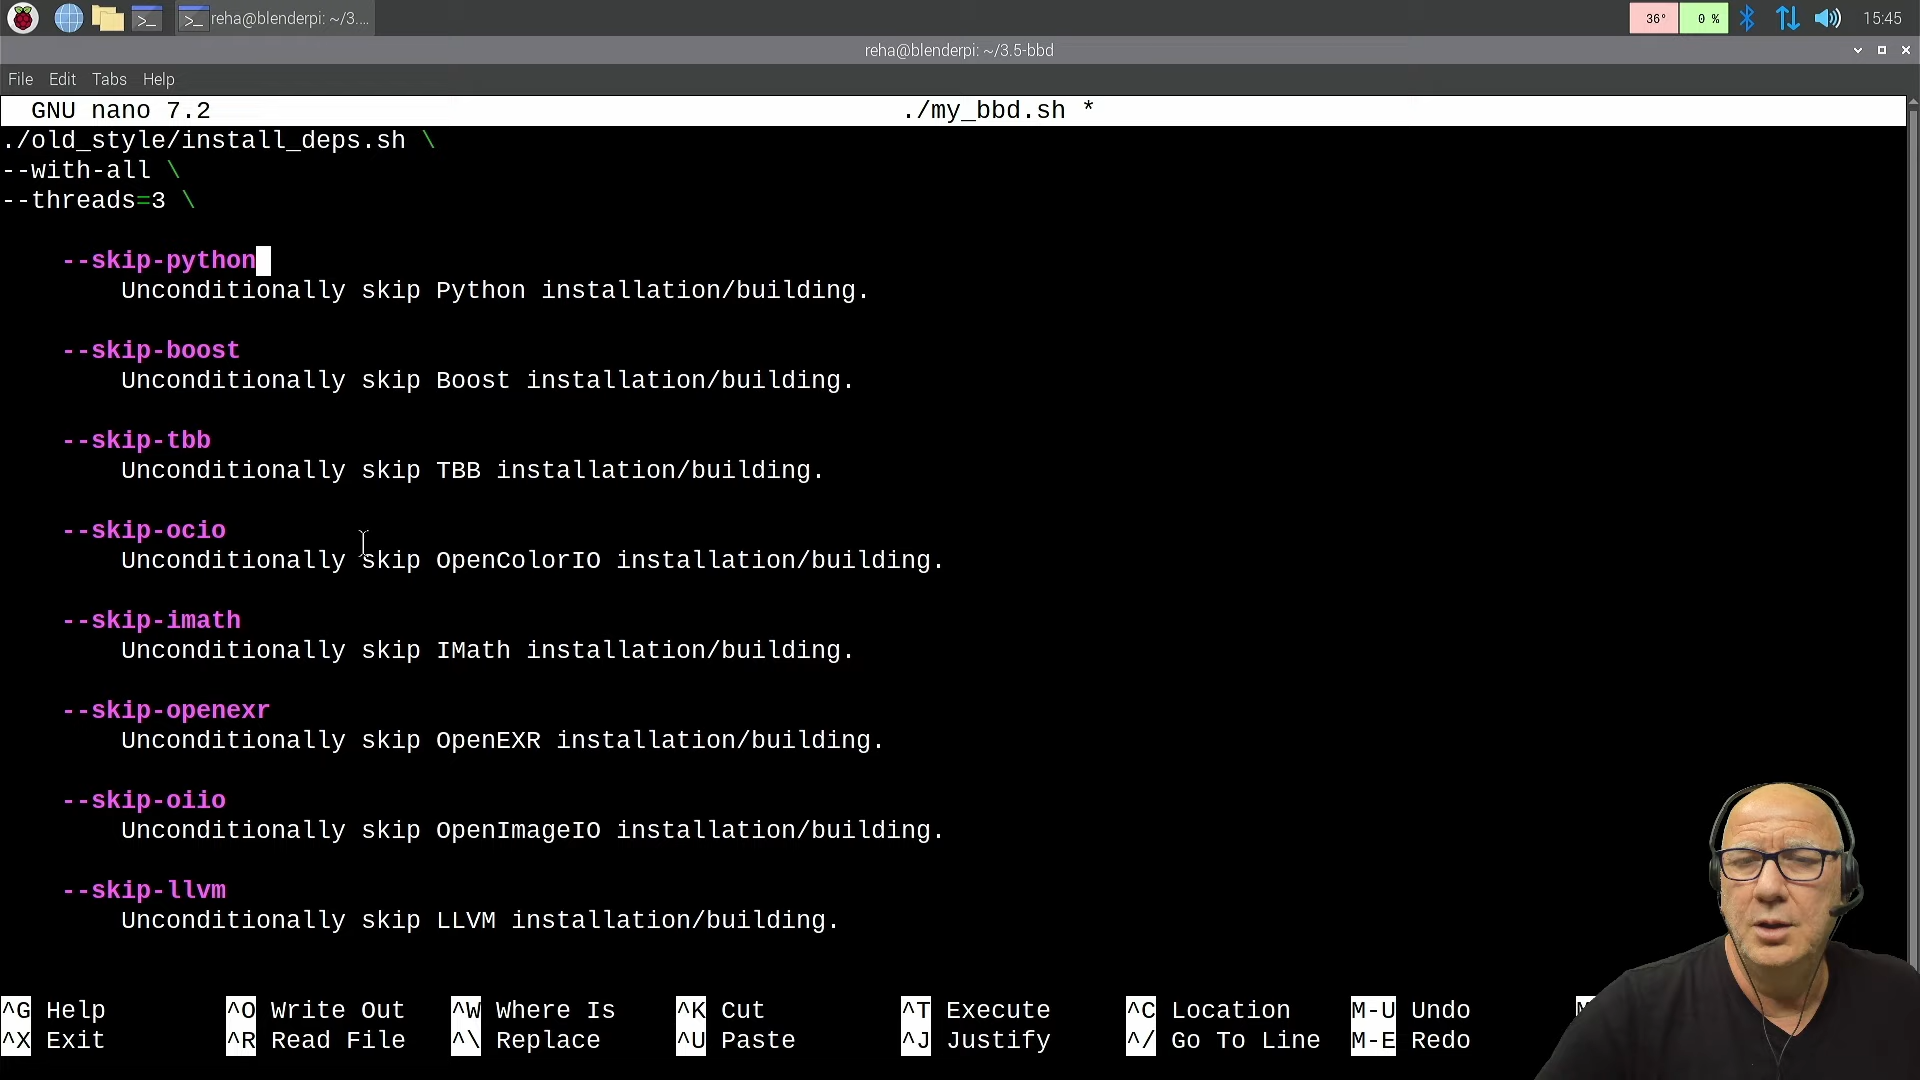 reha@blenderpi: ~/3....
36°
0 %
15:45
reha@blenderpi: ~/3.5-bbd
File Edit Tabs Help
GNU nano 7.2 ./my_bbd.sh *
./old_style/install_deps.sh \
--with-all \
--threads=3 \
--skip-python
Unconditionally skip Python installation/building.
--skip-boost
Unconditionally skip Boost installation/building.
--skip-tbb
Unconditionally skip TBB installation/building.
--skip-ocio
Unconditionally skip OpenColorIO installation/building.
--skip-imath
Unconditionally skip IMath installation/building.
--skip-openexr
Unconditionally skip OpenEXR installation/building.
--skip-oiio
Unconditionally skip OpenImageIO installation/building.
--skip-llvm
Unconditionally skip LLVM installation/building.
^G Help ^O Write Out ^W Where Is ^K Cut ^T Execute ^C Location M-U Undo
^X Exit ^R Read File ^\ Replace ^U Paste ^J Justify ^/ Go To Line M-E Redo